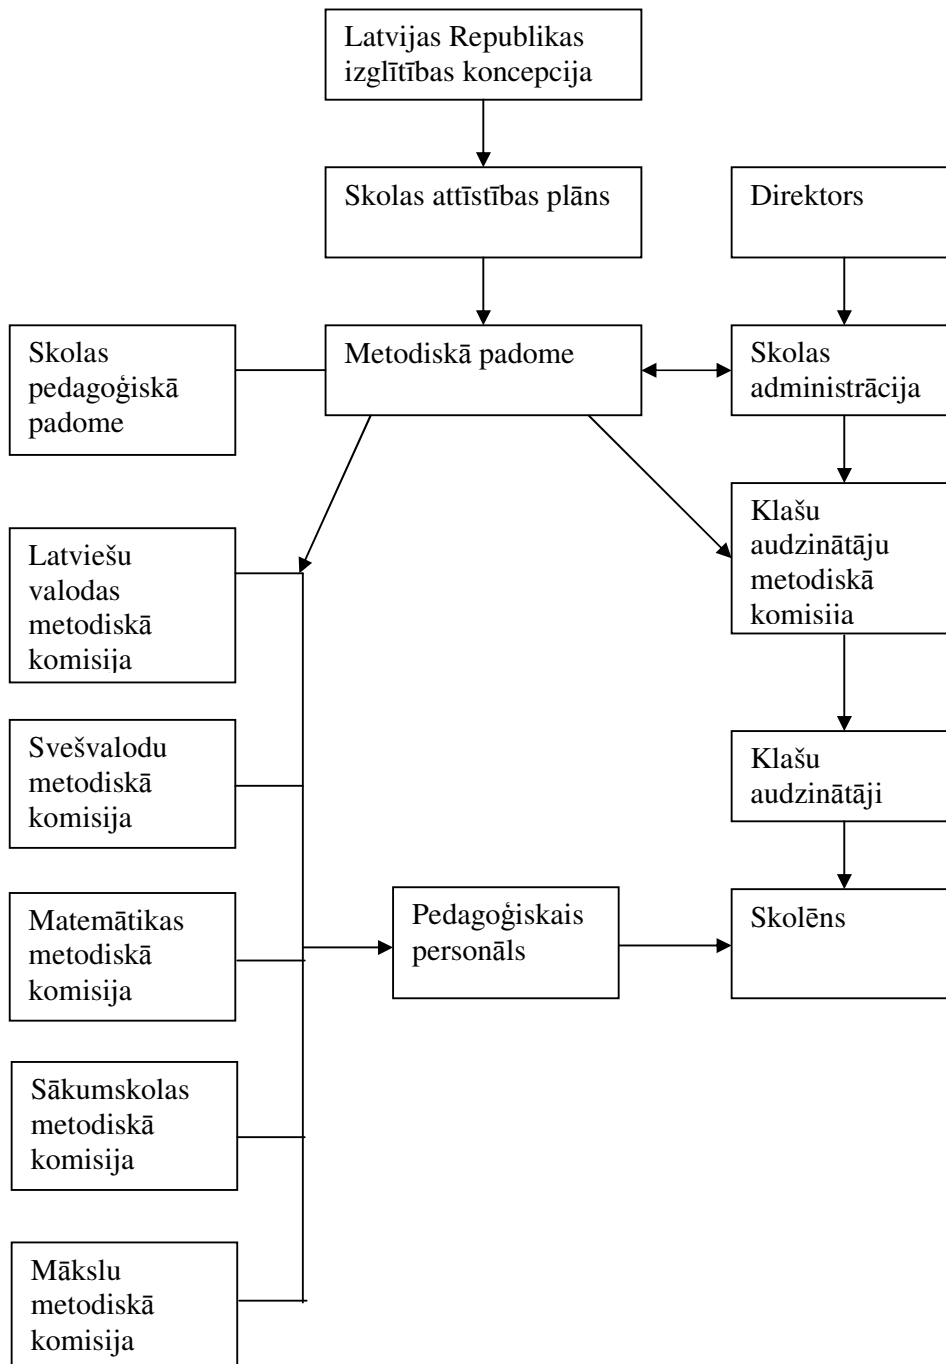 Latvijas Republikas
izglītības koncepcija
Skolas attīstības plāns
Direktors
Skolas
pedagoģiskā
padome
Metodiskā padome
Skolas
administrācija
Latviešu
valodas
metodiskā
komisija
Klašu
audzinātāju
metodiskā
komisija
Svešvalodu
metodiskā
komisija
Klašu
audzinātāji
Matemātikas
metodiskā
komisija
Pedagoģiskais
personāls
Skolēns
Sākumskolas
metodiskā
komisija
Mākslu
metodiskā
komisija